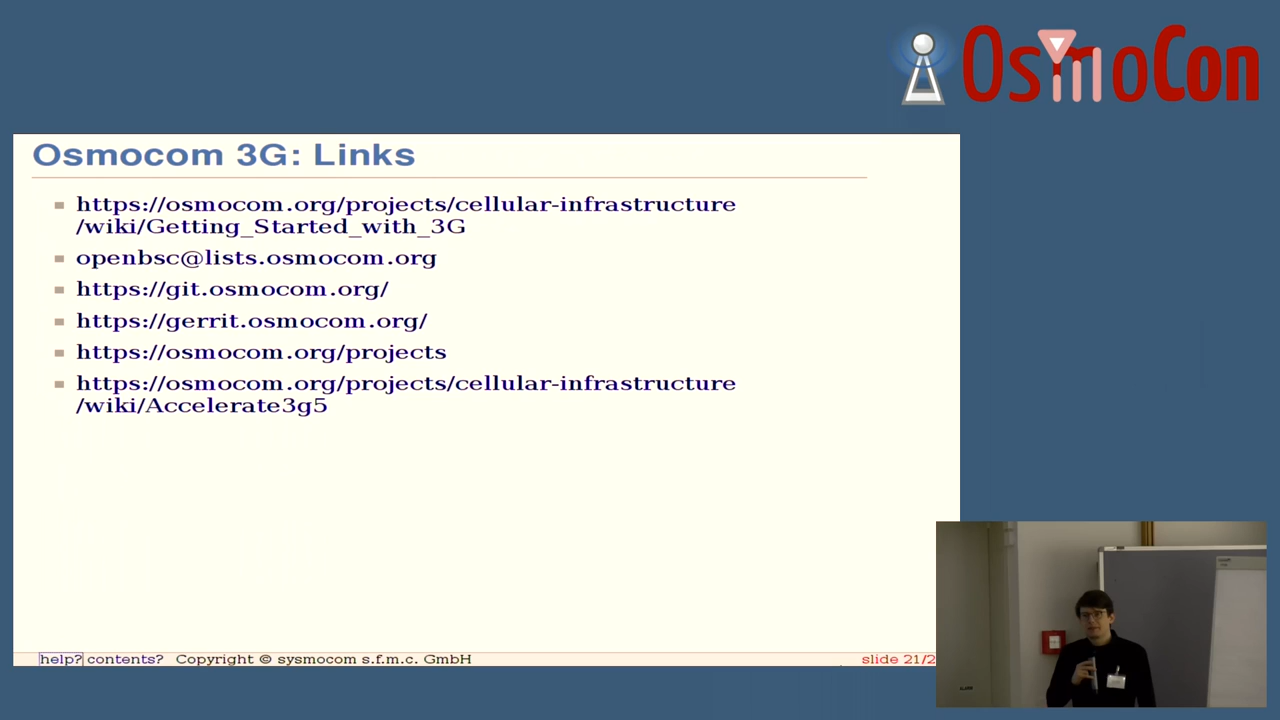 OsmoCon
Osmocom 3G: Links
https://osmocom.org/projects/cellular-infrastructure
/wiki/Getting_Started_with_3G
openbsc@lists.osmocom.org
https://git.osmocom.org/
https://gerrit.osmocom.org/
https://osmocom.org/projects
https://osmocom.org/projects/cellular-infrastructure
/wiki/Accelerate3g5
help? contents? Copyright © sysmocom s.f.m.c. GmbH slide 21/2